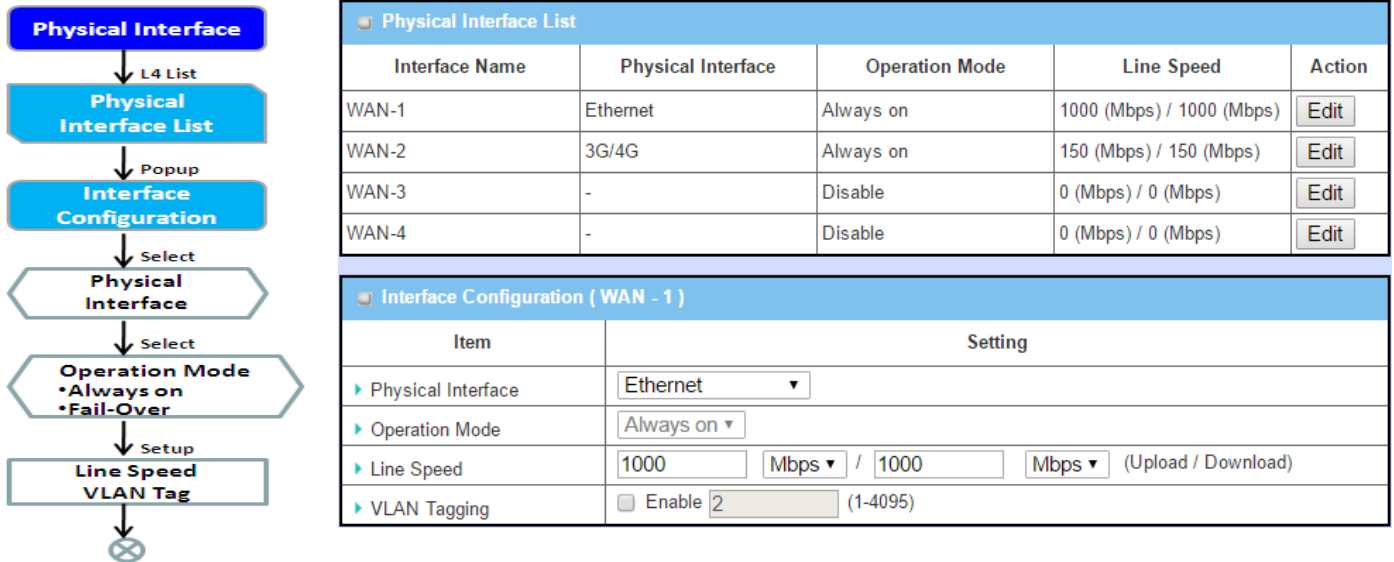 Physical Interface
L4 List
Physical
Interface List
Popup
Interface
Configuration
Select
Physical
Interface
Select
Operation Mode
•Always on
•Fail-Over
Setup
Line Speed
VLAN Tag
Physical Interface List
Interface Name Physical Interface Operation Mode Line Speed Action
WAN-1 Ethernet Always on 1000 (Mbps) / 1000 (Mbps) Edit
WAN-2 3G/4G Always on 150 (Mbps) / 150 (Mbps) Edit
WAN-3 - Disable 0 (Mbps) / 0 (Mbps) Edit
WAN-4 - Disable 0 (Mbps) / 0 (Mbps) Edit
Interface Configuration ( WAN - 1 )
Item Setting
Physical Interface Ethernet
Operation Mode Always on
Line Speed 1000 Mbps / 1000 Mbps (Upload / Download)
VLAN Tagging Enable 2 (1-4095)